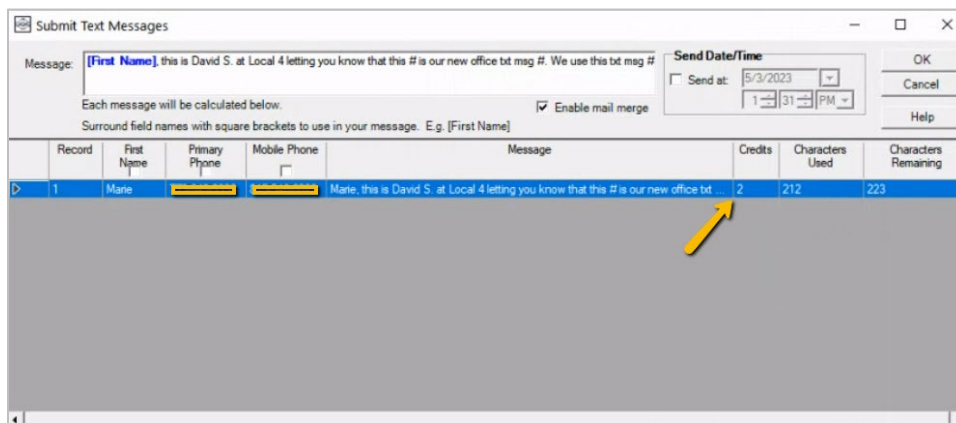 Submit Text Messages
Message: [First Name], this is David S. at Local 4 letting you know that this # is our new office txt msg #. We use this txt msg #
Send Date/Time
Send at: 5/3/2023
1 31 PM
OK
Cancel
Help
Each message will be calculated below.
Enable mail merge
Surround field names with square brackets to use in your message. E.g. [First Name]
Record First Name Primary Phone Mobile Phone Message Credits Characters Used Characters Remaining
1 Marie Marie, this is David S. at Local 4 letting you know that this # is our new office txt ... 2 212 223